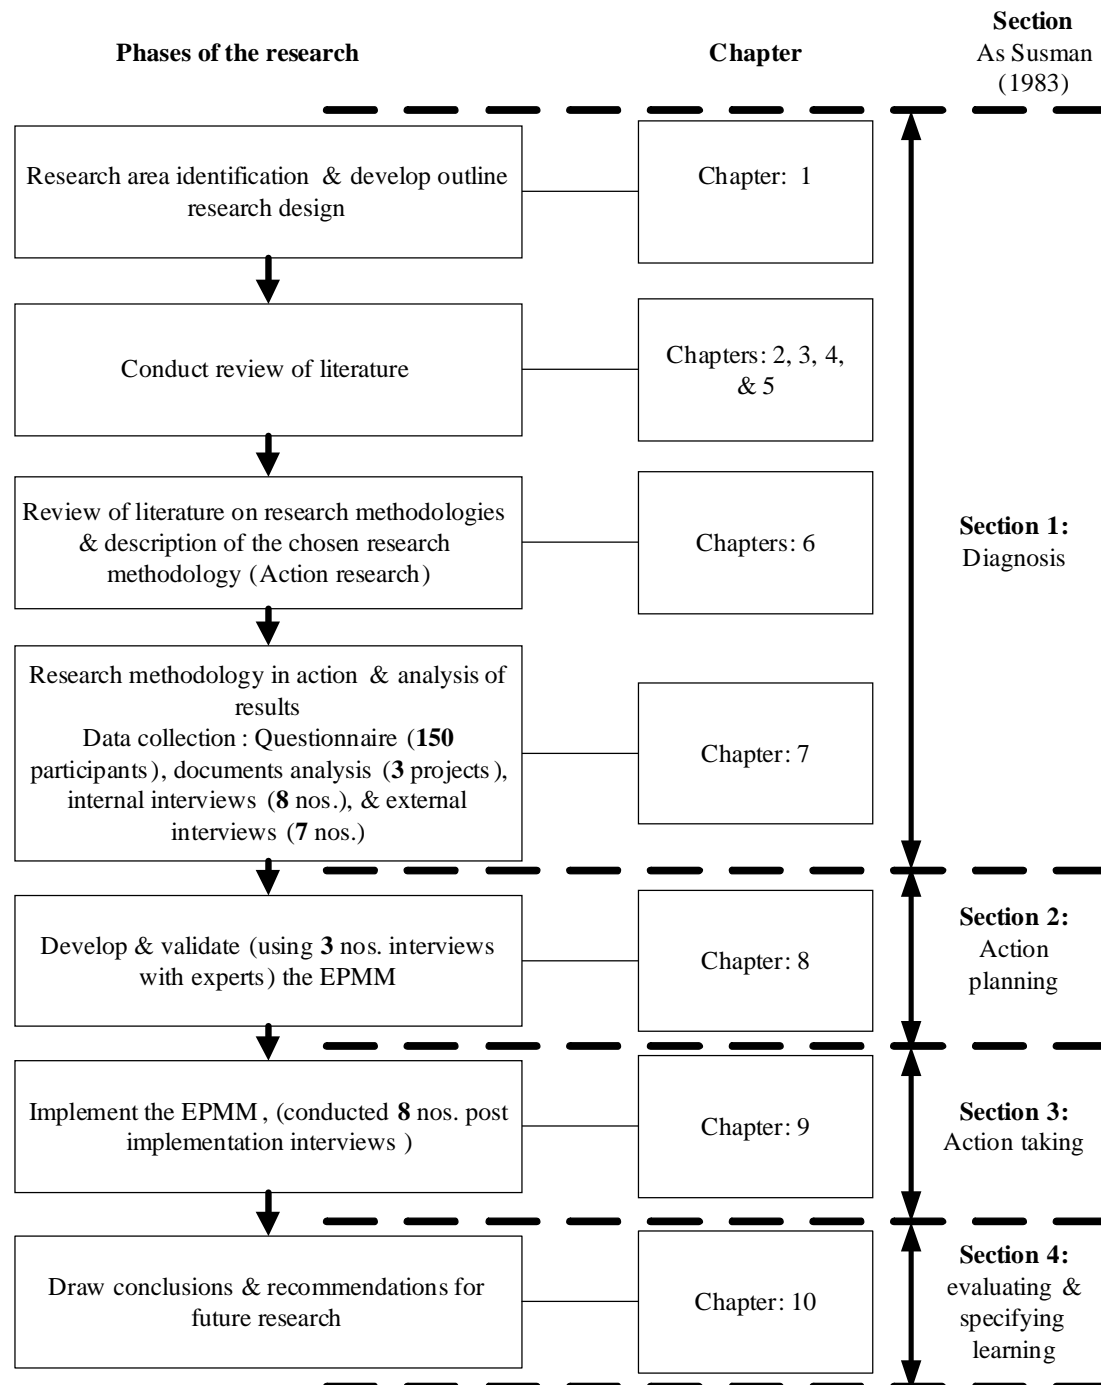 Phases of the research
Chapter
Section
As Susman
(1983)
Research area identification & develop outline
research design
Chapter: 1
Conduct review of literature
Chapters: 2, 3, 4,
& 5
Review of literature on research methodologies
& description of the chosen research
methodology (Action research)
Chapters: 6
Section 1:
Diagnosis
Research methodology in action & analysis of
results
Data collection : Questionnaire (150
participants), documents analysis (3 projects),
internal interviews (8 nos.), & external
interviews (7 nos.)
Chapter: 7
Develop & validate (using 3 nos. interviews
with experts) the EPMM
Chapter: 8
Section 2:
Action
planning
Implement the EPMM, (conducted 8 nos. post
implementation interviews )
Chapter: 9
Section 3:
Action taking
Draw conclusions & recommendations for
future research
Chapter: 10
Section 4:
evaluating &
specifying
learning